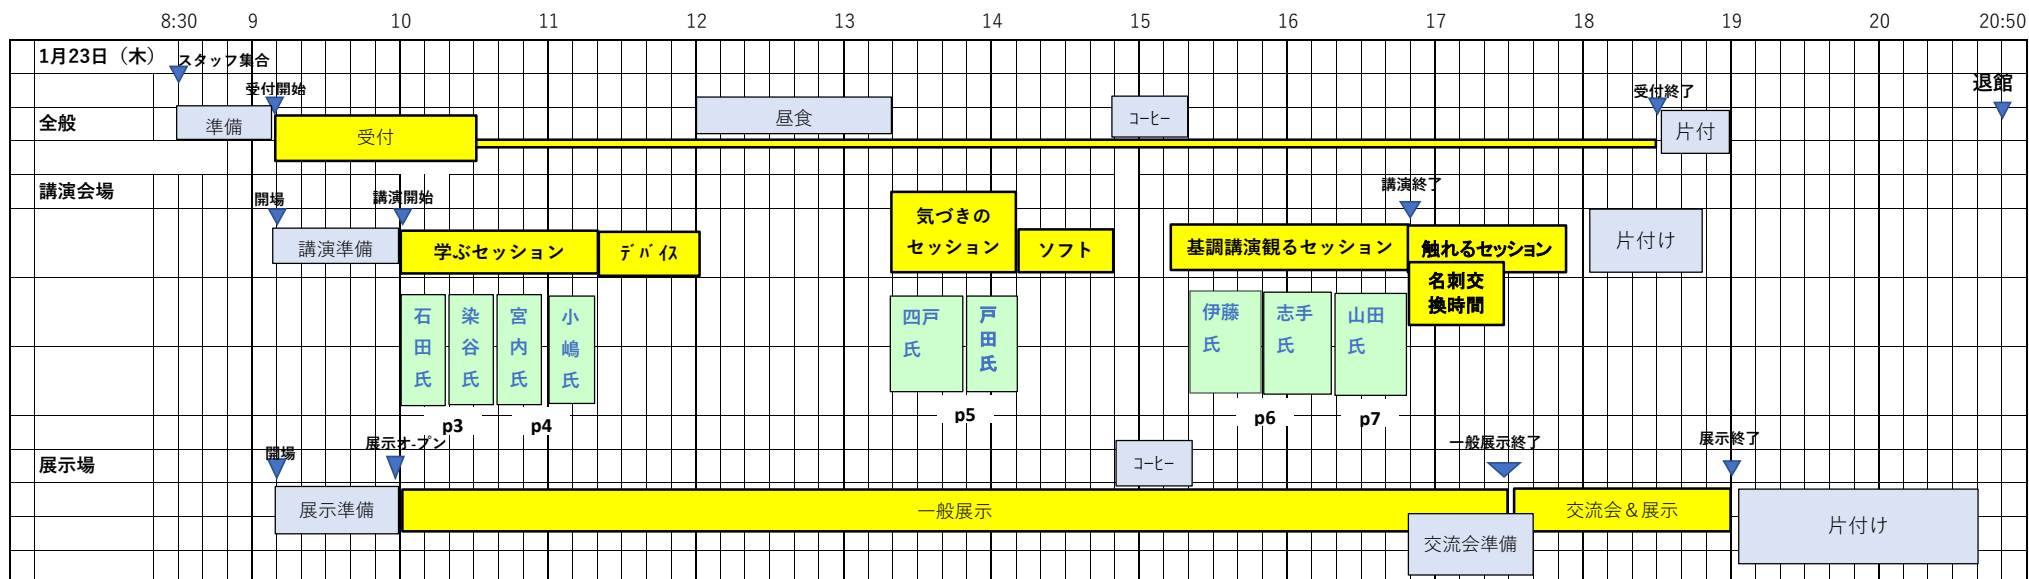 8:30 9 10 11 12 13 14 15 16 17 18 19 20 20:50
1月23日（木）
スタッフ集合
受付開始
受付終了
退館
全般
準備
受付
昼食
コーヒー
片付
講演会場
開場
講演開始
講演終了
講演準備
学ぶセッション
デバイス
気づきの
セッション
ソフト
基調講演観るセッション
触れるセッション
名刺交
換時間
片付け
石田氏
染谷氏
宮内氏
小嶋氏
四戸
氏
戸田氏
伊藤
氏
志手
氏
山田
氏
p3
p4
p5
p6
p7
展示場
開場
展示オ-プン
コーヒー
一般展示終了
展示終了
展示準備
一般展示
交流会＆展示
交流会準備
片付け